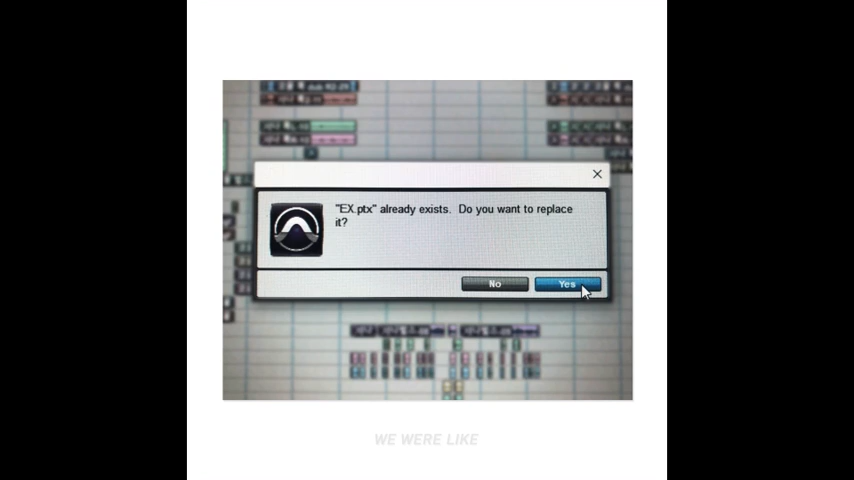 "EX.ptx" already exists. Do you want to replace
it?
No
Yes
WE WERE LIKE